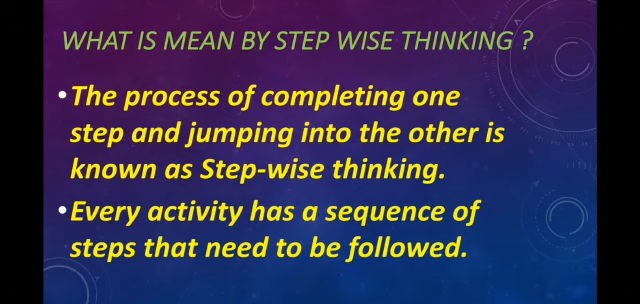 WHAT IS MEAN BY STEP WISE THINKING ?
•The process of completing one
step and jumping into the other is
known as Step-wise thinking.
•Every activity has a sequence of
steps that need to be followed.